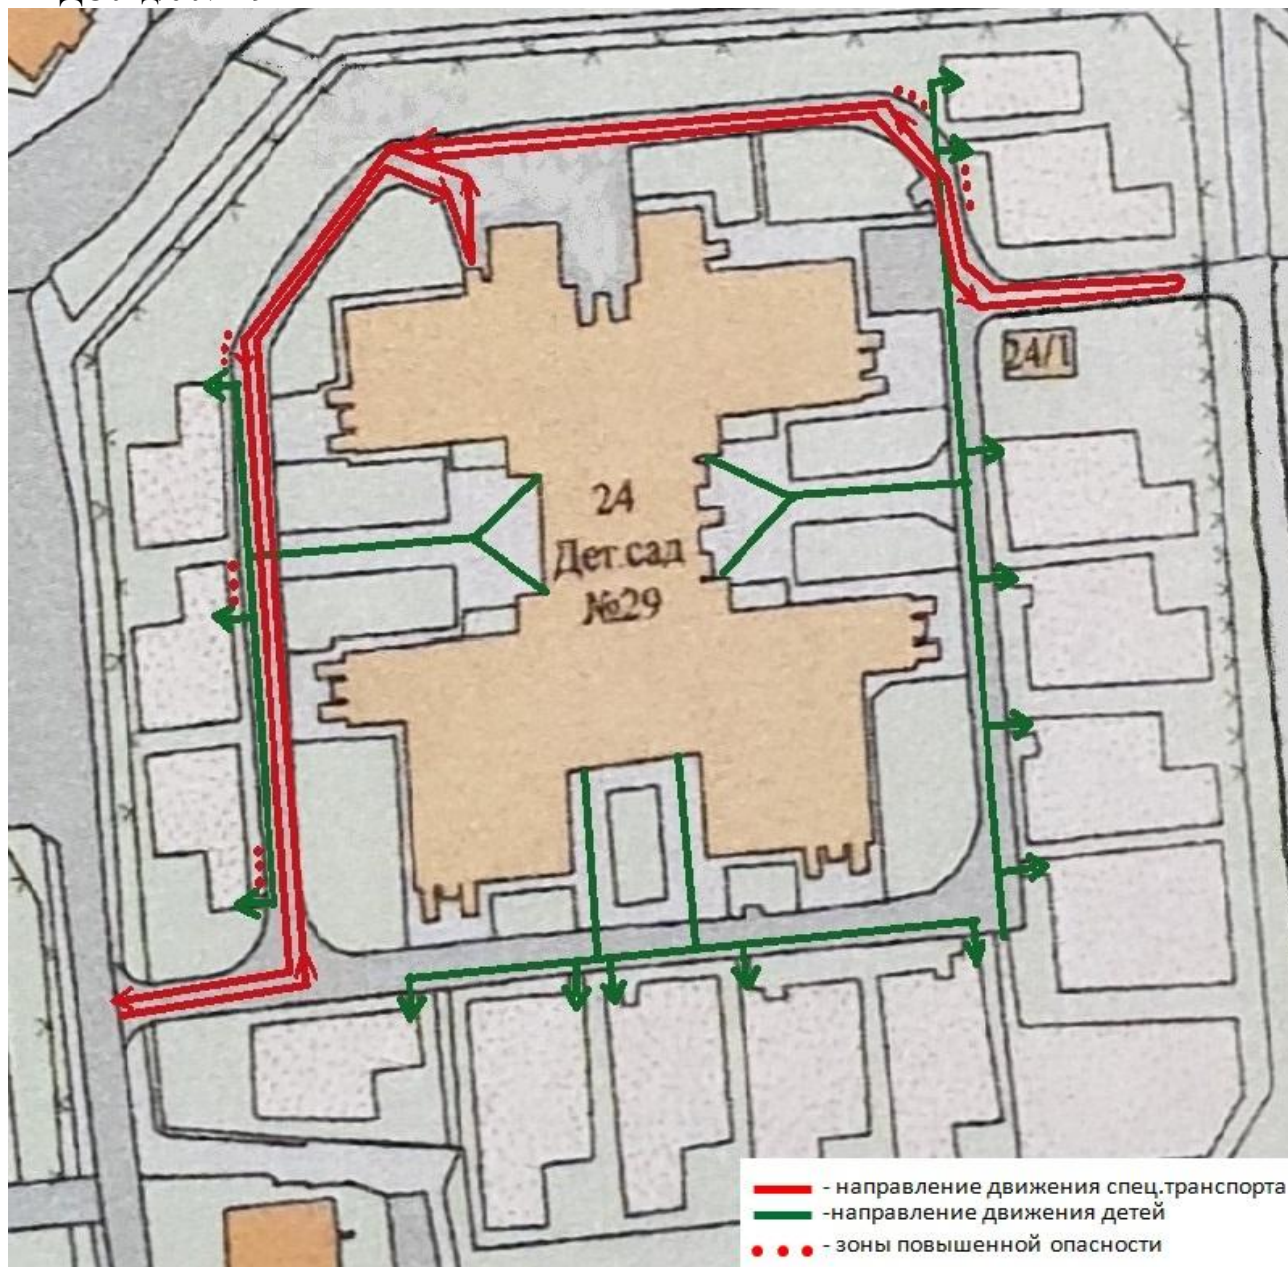 24
Дет.сад
№29
24/1
- направление движения спец.транспорта
-направление движения детей
- зоны повышенной опасности